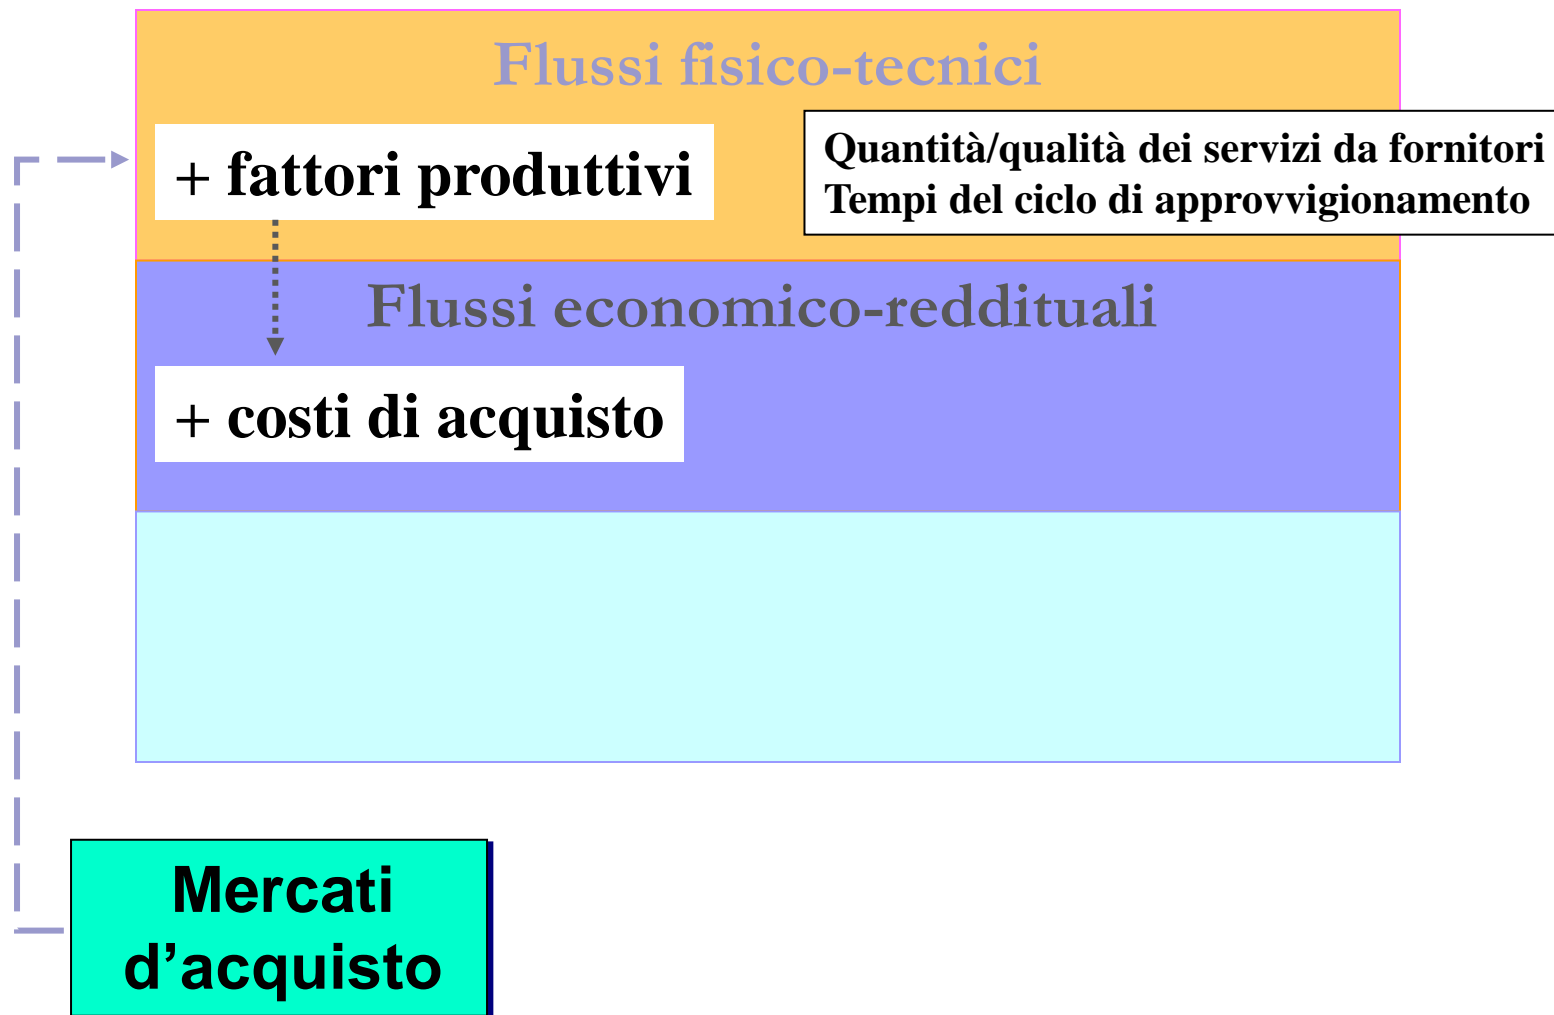 Flussi fisico-tecnici
+ fattori produttivi
Quantità/qualità dei servizi da fornitori
Tempi del ciclo di approvvigionamento
Flussi economico-reddituali
+ costi di acquisto
Mercati
d’acquisto